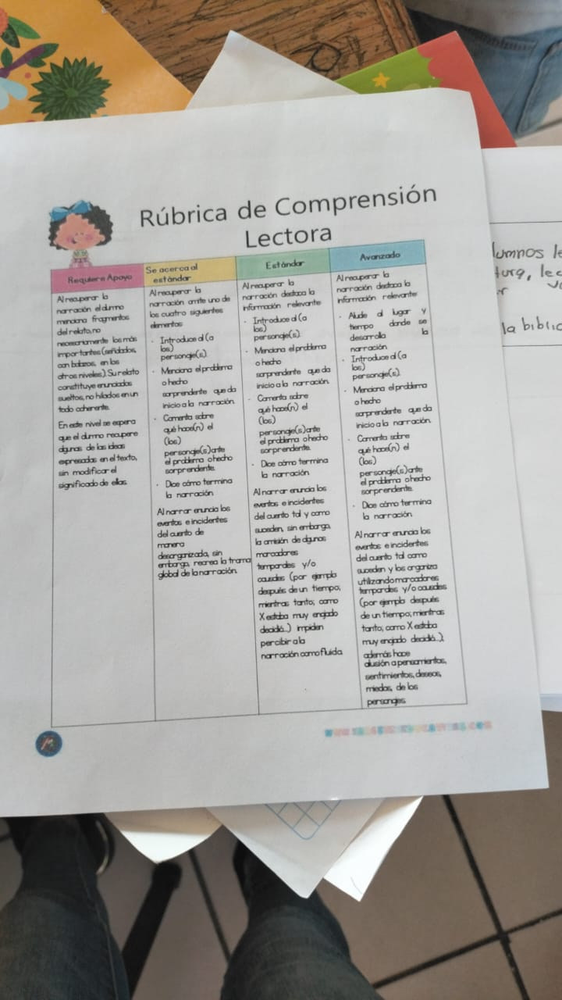 Rúbrica de Comprensión
Lectora
Requiere Apoyo
Al recuperar la
narración el alumno
menciona fragmentos
del relato, no
necesariamente los más
importantes (señalados,
con balazos, en los
otros niveles). Su relato
constituye enunciados
sueltos, no hilados en un
todo coherente.
En este nivel se espera
que el alumno recupere
algunas de las ideas
expresadas en el texto,
sin modificar el
significado de ellas.
Se acerca al
estándar
Al recuperar la
narración omite uno de
los cuatro siguientes
elementos:
• Introduce al (a
los)
personaje(s).
• Menciona el problema
o hecho
sorprendente que da
inicio a la narración.
• Comenta sobre
qué hace(n) el
(los)
personaje(s) ante
el problema o hecho
sorprendente.
• Dice cómo termina
la narración
Al narrar enuncia los
eventos e incidentes
del cuento de
manera
desorganizada, sin
embargo, recrea la trama
global de la narración.
Estándar
Al recuperar la
narración destaca la
información relevante:
• Introduce al (a
los)
personaje(s).
• Menciona el problema
o hecho
sorprendente que da
inicio a la narración.
• Comenta sobre
qué hace(n) el
(los)
personaje(s) ante
el problema o hecho
sorprendente.
• Dice cómo termina
la narración
Al narrar enuncia los
eventos e incidentes
del cuento tal y como
suceden, sin embargo,
la omisión de algunos
marcadores
temporales y/o
causales (por ejemplo
después de un tiempo;
mientras tanto; como
X estaba muy enojado
decidió...) impiden
percibir a la
narración como fluida.
Avanzado
Al recuperar la
narración destaca la
información relevante:
• Alude al lugar y
tiempo donde se
desarrolla la
narración
• Introduce al (a
los)
personaje(s).
• Menciona el problema
o hecho
sorprendente que da
inicio a la narración.
• Comenta sobre
qué hace(n) el
(los)
personaje(s) ante
el problema o hecho
sorprendente.
• Dice cómo termina
la narración
Al narrar enuncia los
eventos e incidentes
del cuento tal como
suceden y los organiza
utilizando marcadores
temporales y/o causales
(por ejemplo después
de un tiempo; mientras
tanto; como X estaba
muy enojado decidió...);
además hace
alusión a pensamientos,
sentimientos, deseos,
miedos, de los
personajes.
lumnos le
tura, lec
r
la biblio